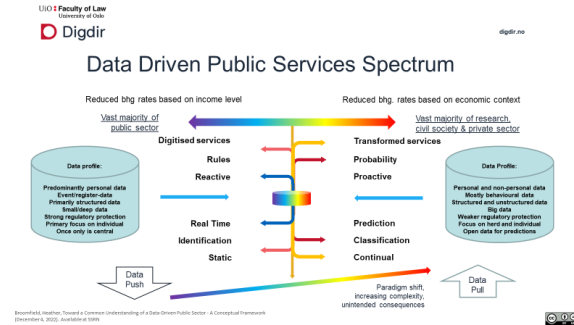 UiO Faculty of Law
University of Oslo
Digdir
digdir.no
Data Driven Public Services Spectrum
Reduced bhg rates based on income level
Reduced bhg. rates based on economic context
Vast majority of
public sector
Vast majority of research,
civil society & private sector
Digitised services
Transformed services
Rules
Probability
Reactive
Proactive
Data profile:
Predominantly personal data
Event/register-data
Primarily structured data
Small/deep data
Strong regulatory protection
Primary focus on individual
Once only is central
Data Profile:
Personal and non-personal data
Mostly behavioural data
Structured and unstructured data
Big data
Weaker regulatory protection
Focus on herd and individual
Open data for predictions
Real Time
Prediction
Identification
Classification
Static
Continual
Data
Push
Data
Pull
Paradigm shift,
increasing complexity,
unintended consequences
Broomfield, Heather, Toward a Common Understanding of a Data-Driven Public Sector - A Conceptual Framework
(December 4, 2022). Available at SSRN